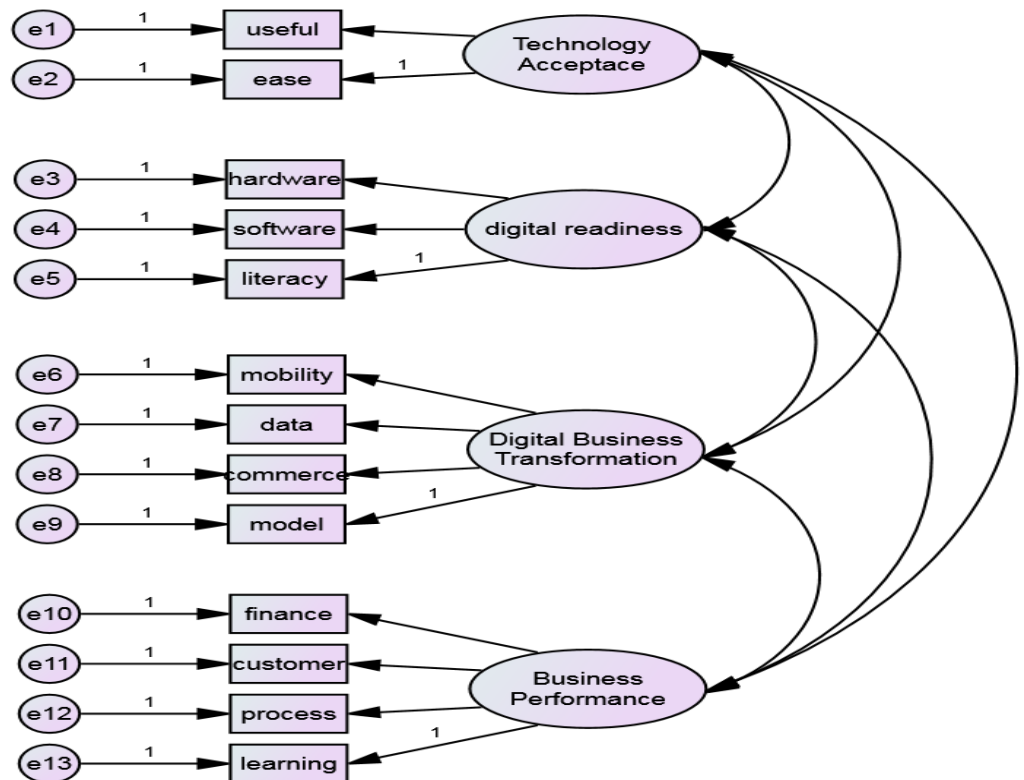 e1 1 useful
Technology
Acceptace
e2 1 ease 1
e3 1 hardware
e4 1 software
digital readiness
e5 1 literacy 1
e6 1 mobility
e7 1 data
Digital Business
Transformation
e8 1 commerce
e9 1 model 1
e10 1 finance
e11 1 customer
Business
Performance
e12 1 process
e13 1 learning 1